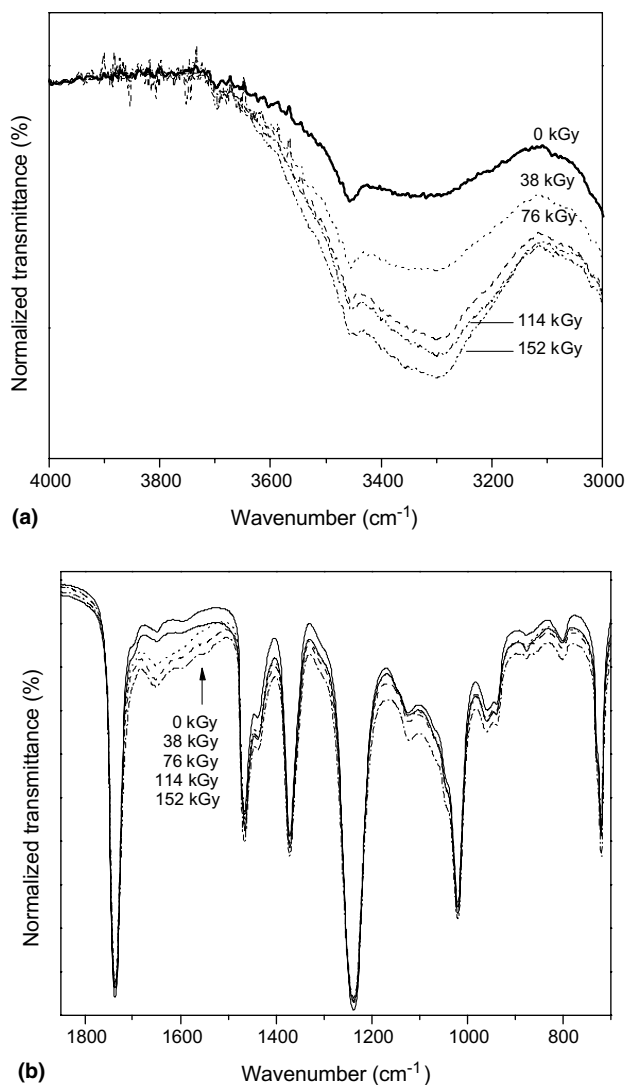 Normalized transmittance (%)
0 kGy
38 kGy
76 kGy
114 kGy
152 kGy
4000 3800 3600 3400 3200 3000
(a) Wavenumber (cm⁻¹)
Normalized transmittance (%)
0 kGy
38 kGy
76 kGy
114 kGy
152 kGy
1800 1600 1400 1200 1000 800
(b) Wavenumber (cm⁻¹)